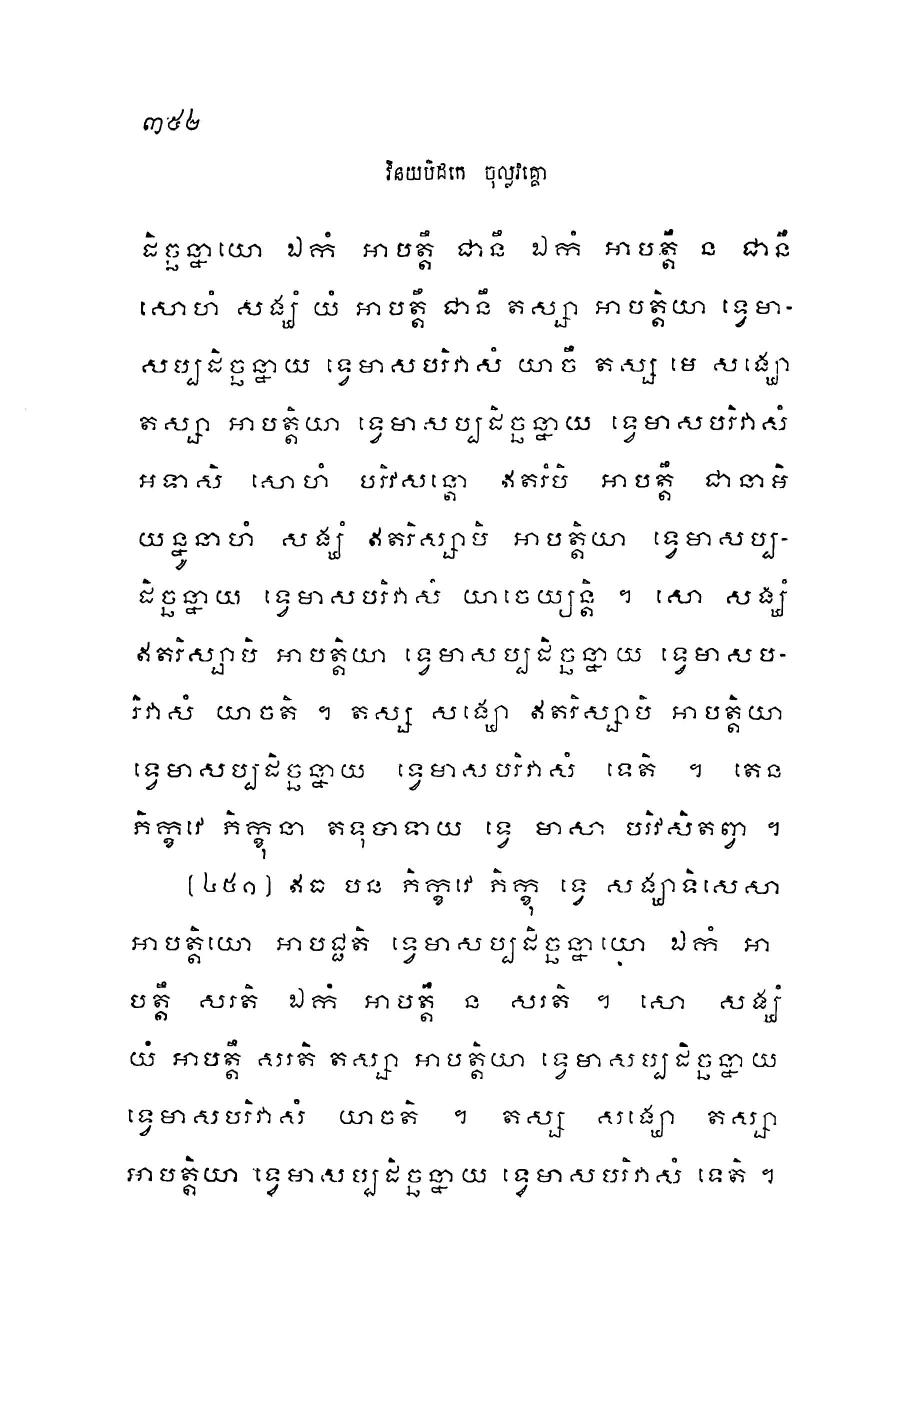 ៣៥៤
វិនយបិដកេ ចុល្លវគ្គោ
ដិច្ឆន្នាយោ ឯកំ អាបត្តឹ ជានឹ ឯកំ អាបត្តឹ ន ជានឹ
សោហំ សង្ឃំ យំ អាបត្តឹ ជានឹ តស្សា អាបត្តិយា ទ្វេមា-
សប្បដិច្ឆន្នាយ ទ្វេមាសបរិវាសំ យាចឹ តស្ស មេ សង្ឃោ
តស្សា អាបត្តិយា ទ្វេមាសប្បដិច្ឆន្នាយ ទ្វេមាសបរិវាសំ
អទាសិ សោហំ បរិវសន្តោ ឥតរំបិ អាបត្តឹ ជានាមិ
យន្នូនាហំ សង្ឃំ ឥតរិស្សាបិ អាបត្តិយា ទ្វេមាសប្ប-
ដិច្ឆន្នាយ ទ្វេមាសបរិវាសំ យាចេយ្យន្តិ ។ សោ សង្ឃំ
ឥតរិស្សាបិ អាបត្តិយា ទ្វេមាសប្បដិច្ឆន្នាយ ទ្វេមាសប-
រិវាសំ យាចតិ ។ តស្ស សង្ឃោ ឥតរិស្សាបិ អាបត្តិយា
ទ្វេមាសប្បដិច្ឆន្នាយ ទ្វេមាសបរិវាសំ ទេតិ ។ តេន
ភិក្ខវេ ភិក្ខុនា តទុបាទាយ ទ្វេ មាសា បរិវសិតព្វា ។
(៤៥១) ឥធ បន ភិក្ខវេ ភិក្ខុ ទ្វេ សង្ឃាទិសេសា
អាបត្តិយោ អាបជ្ជតិ ទ្វេមាសប្បដិច្ឆន្នាយោ ឯកំ អា
បត្តឹ សរតិ ឯកំ អាបត្តឹ ន សរតិ ។ សោ សង្ឃំ
យំ អាបត្តឹ សរតិ តស្សា អាបត្តិយា ទ្វេមាសប្បដិច្ឆន្នាយ
ទ្វេមាសបរិវាសំ យាចតិ ។ តស្ស សង្ឃោ តស្សា
អាបត្តិយា ទ្វេមាសប្បដិច្ឆន្នាយ ទ្វេមាសបរិវាសំ ទេតិ ។